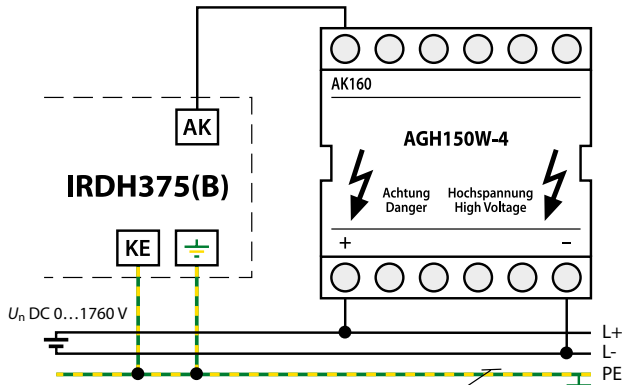 AK160
AK
AGH150W-4
IRDH375(B)
Achtung Hochspannung
Danger High Voltage
KE
+ −
Un DC 0…1760 V
L+
L-
PE